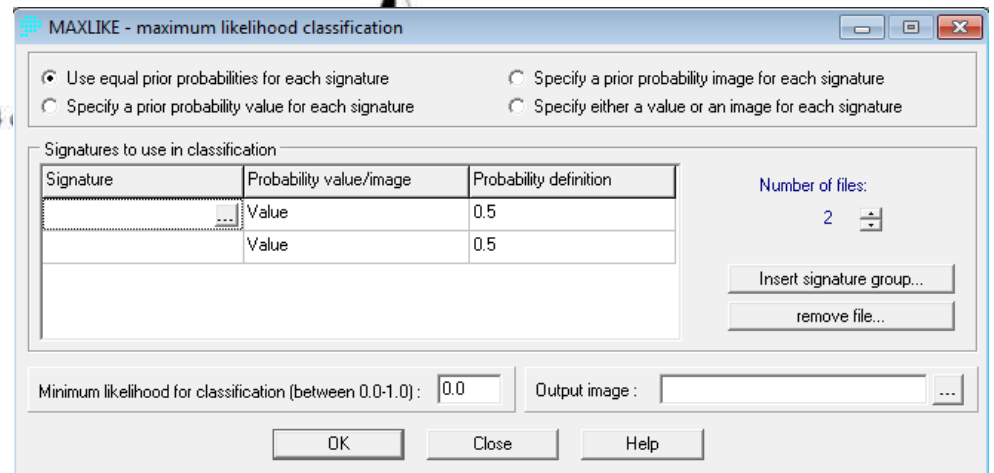 MAXLIKE - maximum likelihood classification
Use equal prior probabilities for each signature
Specify a prior probability image for each signature
Specify a prior probability value for each signature
Specify either a value or an image for each signature
Signatures to use in classification
Signature Probability value/image Probability definition
... Value 0.5
Value 0.5
Number of files:
2
Insert signature group...
remove file...
Minimum likelihood for classification (between 0.0-1.0) : 0.0
Output image : ...
OK Close Help